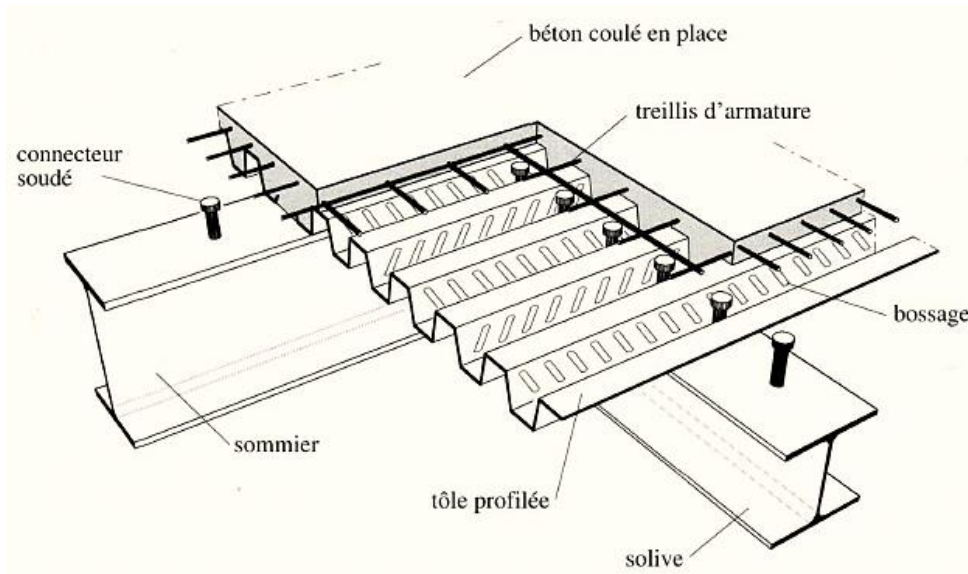 béton coulé en place
treillis d'armature
connecteur
soudé
bossage
sommier
tôle profilée
solive